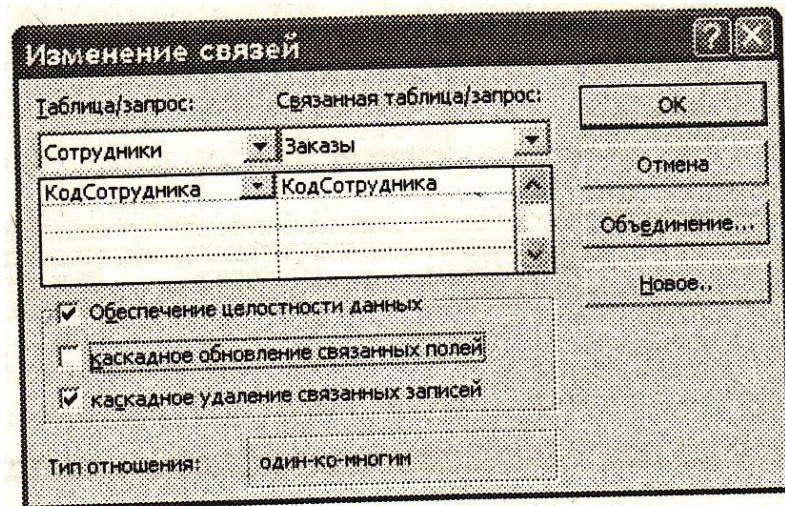 Изменение связей
Таблица/запрос: Связанная таблица/запрос:
Сотрудники Заказы
КодСотрудника КодСотрудника
Обеспечение целостности данных
каскадное обновление связанных полей
каскадное удаление связанных записей
Тип отношения: один-ко-многим
ОК
Отмена
Объединение...
Новое..